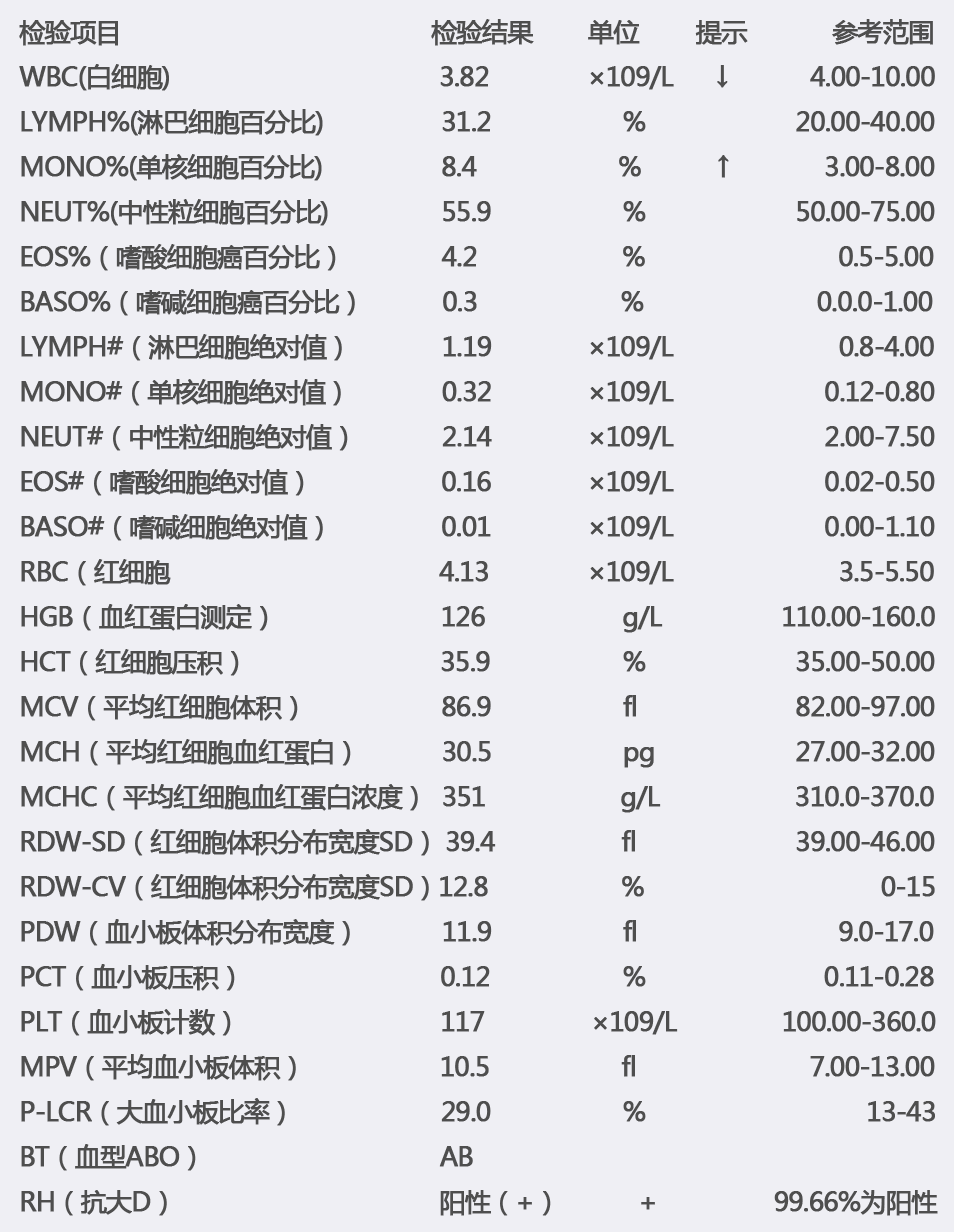 检验项目 检验结果 单位 提示 参考范围
WBC(白细胞) 3.82 ×109/L ↓ 4.00-10.00
LYMPH%(淋巴细胞百分比) 31.2 % 20.00-40.00
MONO%(单核细胞百分比) 8.4 % ↑ 3.00-8.00
NEUT%(中性粒细胞百分比) 55.9 % 50.00-75.00
EOS%（嗜酸细胞癌百分比） 4.2 % 0.5-5.00
BASO%（嗜碱细胞癌百分比） 0.3 % 0.0.0-1.00
LYMPH#（淋巴细胞绝对值） 1.19 ×109/L 0.8-4.00
MONO#（单核细胞绝对值） 0.32 ×109/L 0.12-0.80
NEUT#（中性粒细胞绝对值） 2.14 ×109/L 2.00-7.50
EOS#（嗜酸细胞绝对值） 0.16 ×109/L 0.02-0.50
BASO#（嗜碱细胞绝对值） 0.01 ×109/L 0.00-1.10
RBC（红细胞 4.13 ×109/L 3.5-5.50
HGB（血红蛋白测定） 126 g/L 110.00-160.0
HCT（红细胞压积） 35.9 % 35.00-50.00
MCV（平均红细胞体积） 86.9 fl 82.00-97.00
MCH（平均红细胞血红蛋白） 30.5 pg 27.00-32.00
MCHC（平均红细胞血红蛋白浓度） 351 g/L 310.0-370.0
RDW-SD（红细胞体积分布宽度SD） 39.4 fl 39.00-46.00
RDW-CV（红细胞体积分布宽度SD） 12.8 % 0-15
PDW（血小板体积分布宽度） 11.9 fl 9.0-17.0
PCT（血小板压积） 0.12 % 0.11-0.28
PLT（血小板计数） 117 ×109/L 100.00-360.0
MPV（平均血小板体积） 10.5 fl 7.00-13.00
P-LCR（大血小板比率） 29.0 % 13-43
BT（血型ABO） AB
RH（抗大D） 阳性（+） + 99.66%为阳性